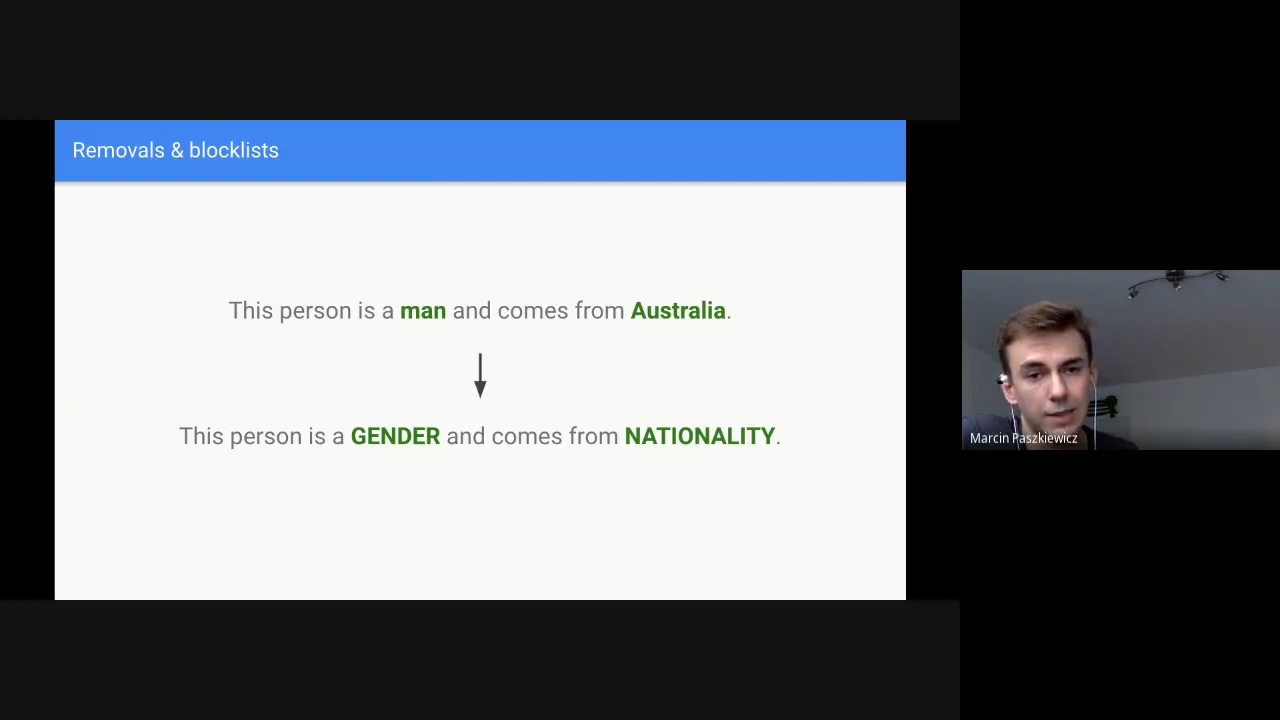 Removals & blocklists
This person is a man and comes from Australia.
This person is a GENDER and comes from NATIONALITY.
Marcin Paszkiewicz